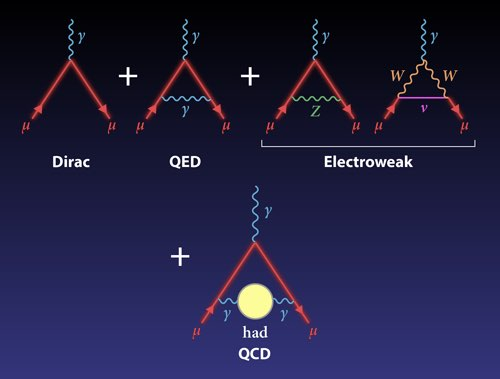 γ γ γ γ
+ + W W
γ Z ν
μ μ μ μ μ μ μ μ
Dirac QED Electroweak
γ
+
γ γ
μ had μ
QCD